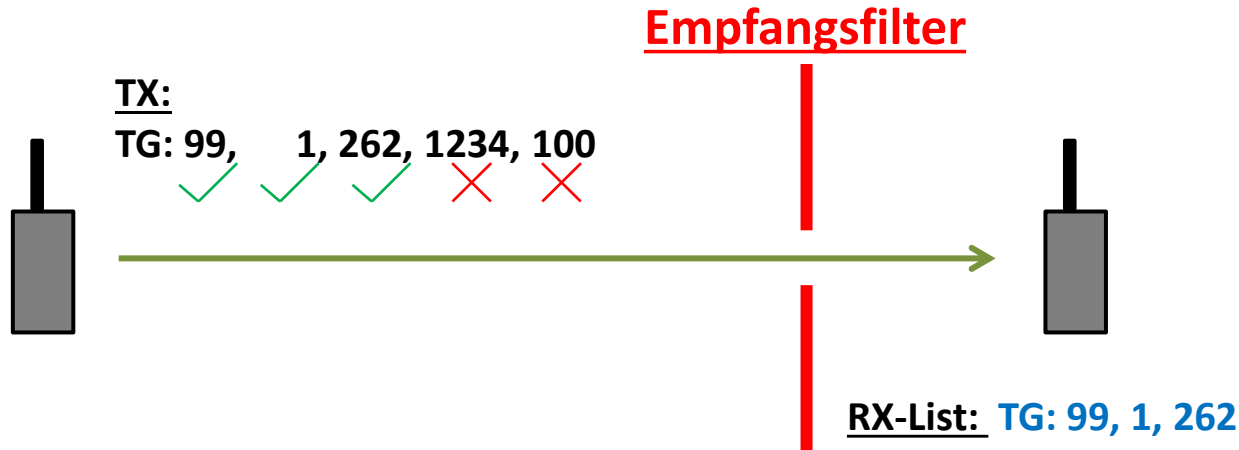 Empfangsfilter
TX:
TG: 99, 1, 262, 1234, 100
RX-List: TG: 99, 1, 262